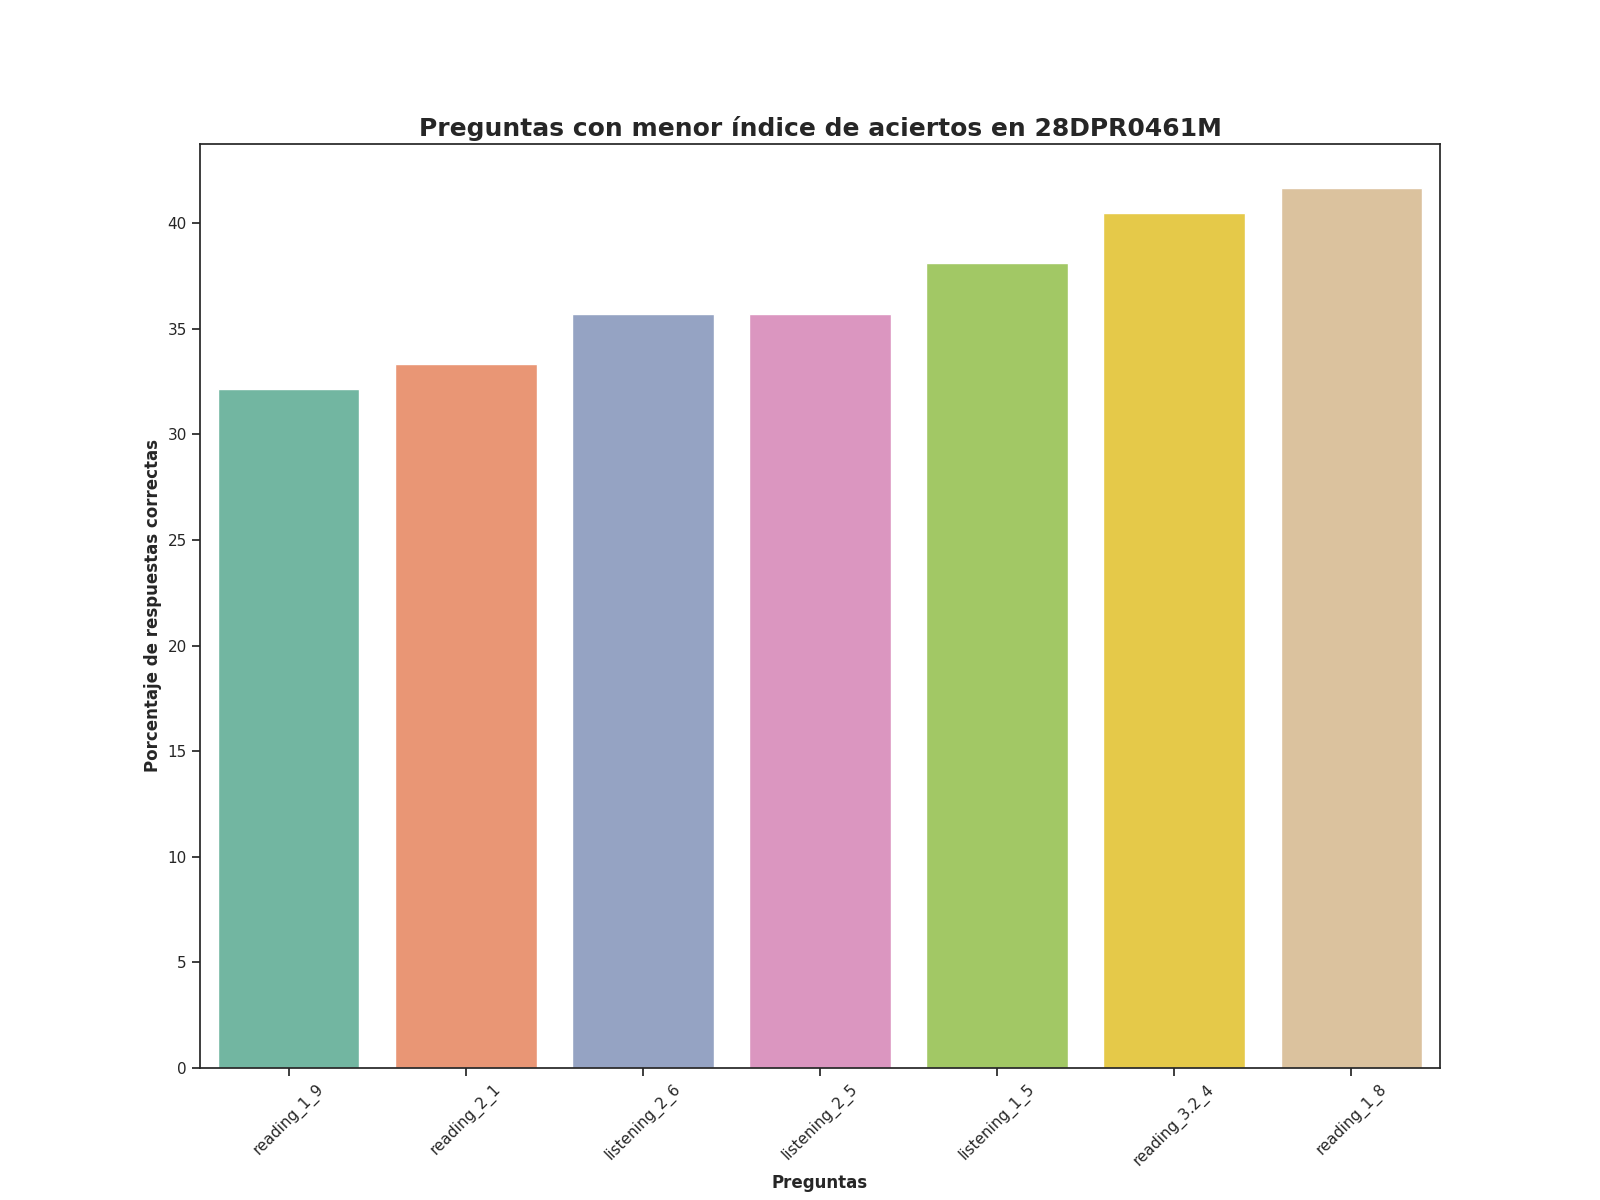 Preguntas con menor índice de aciertos en 28DPR0461M
Porcentaje de respuestas correctas
40
35
30
25
20
15
10
5
0
reading_1_9
reading_2_1
listening_2_6
listening_2_5
listening_1_5
reading_3.2_4
reading_1_8
Preguntas